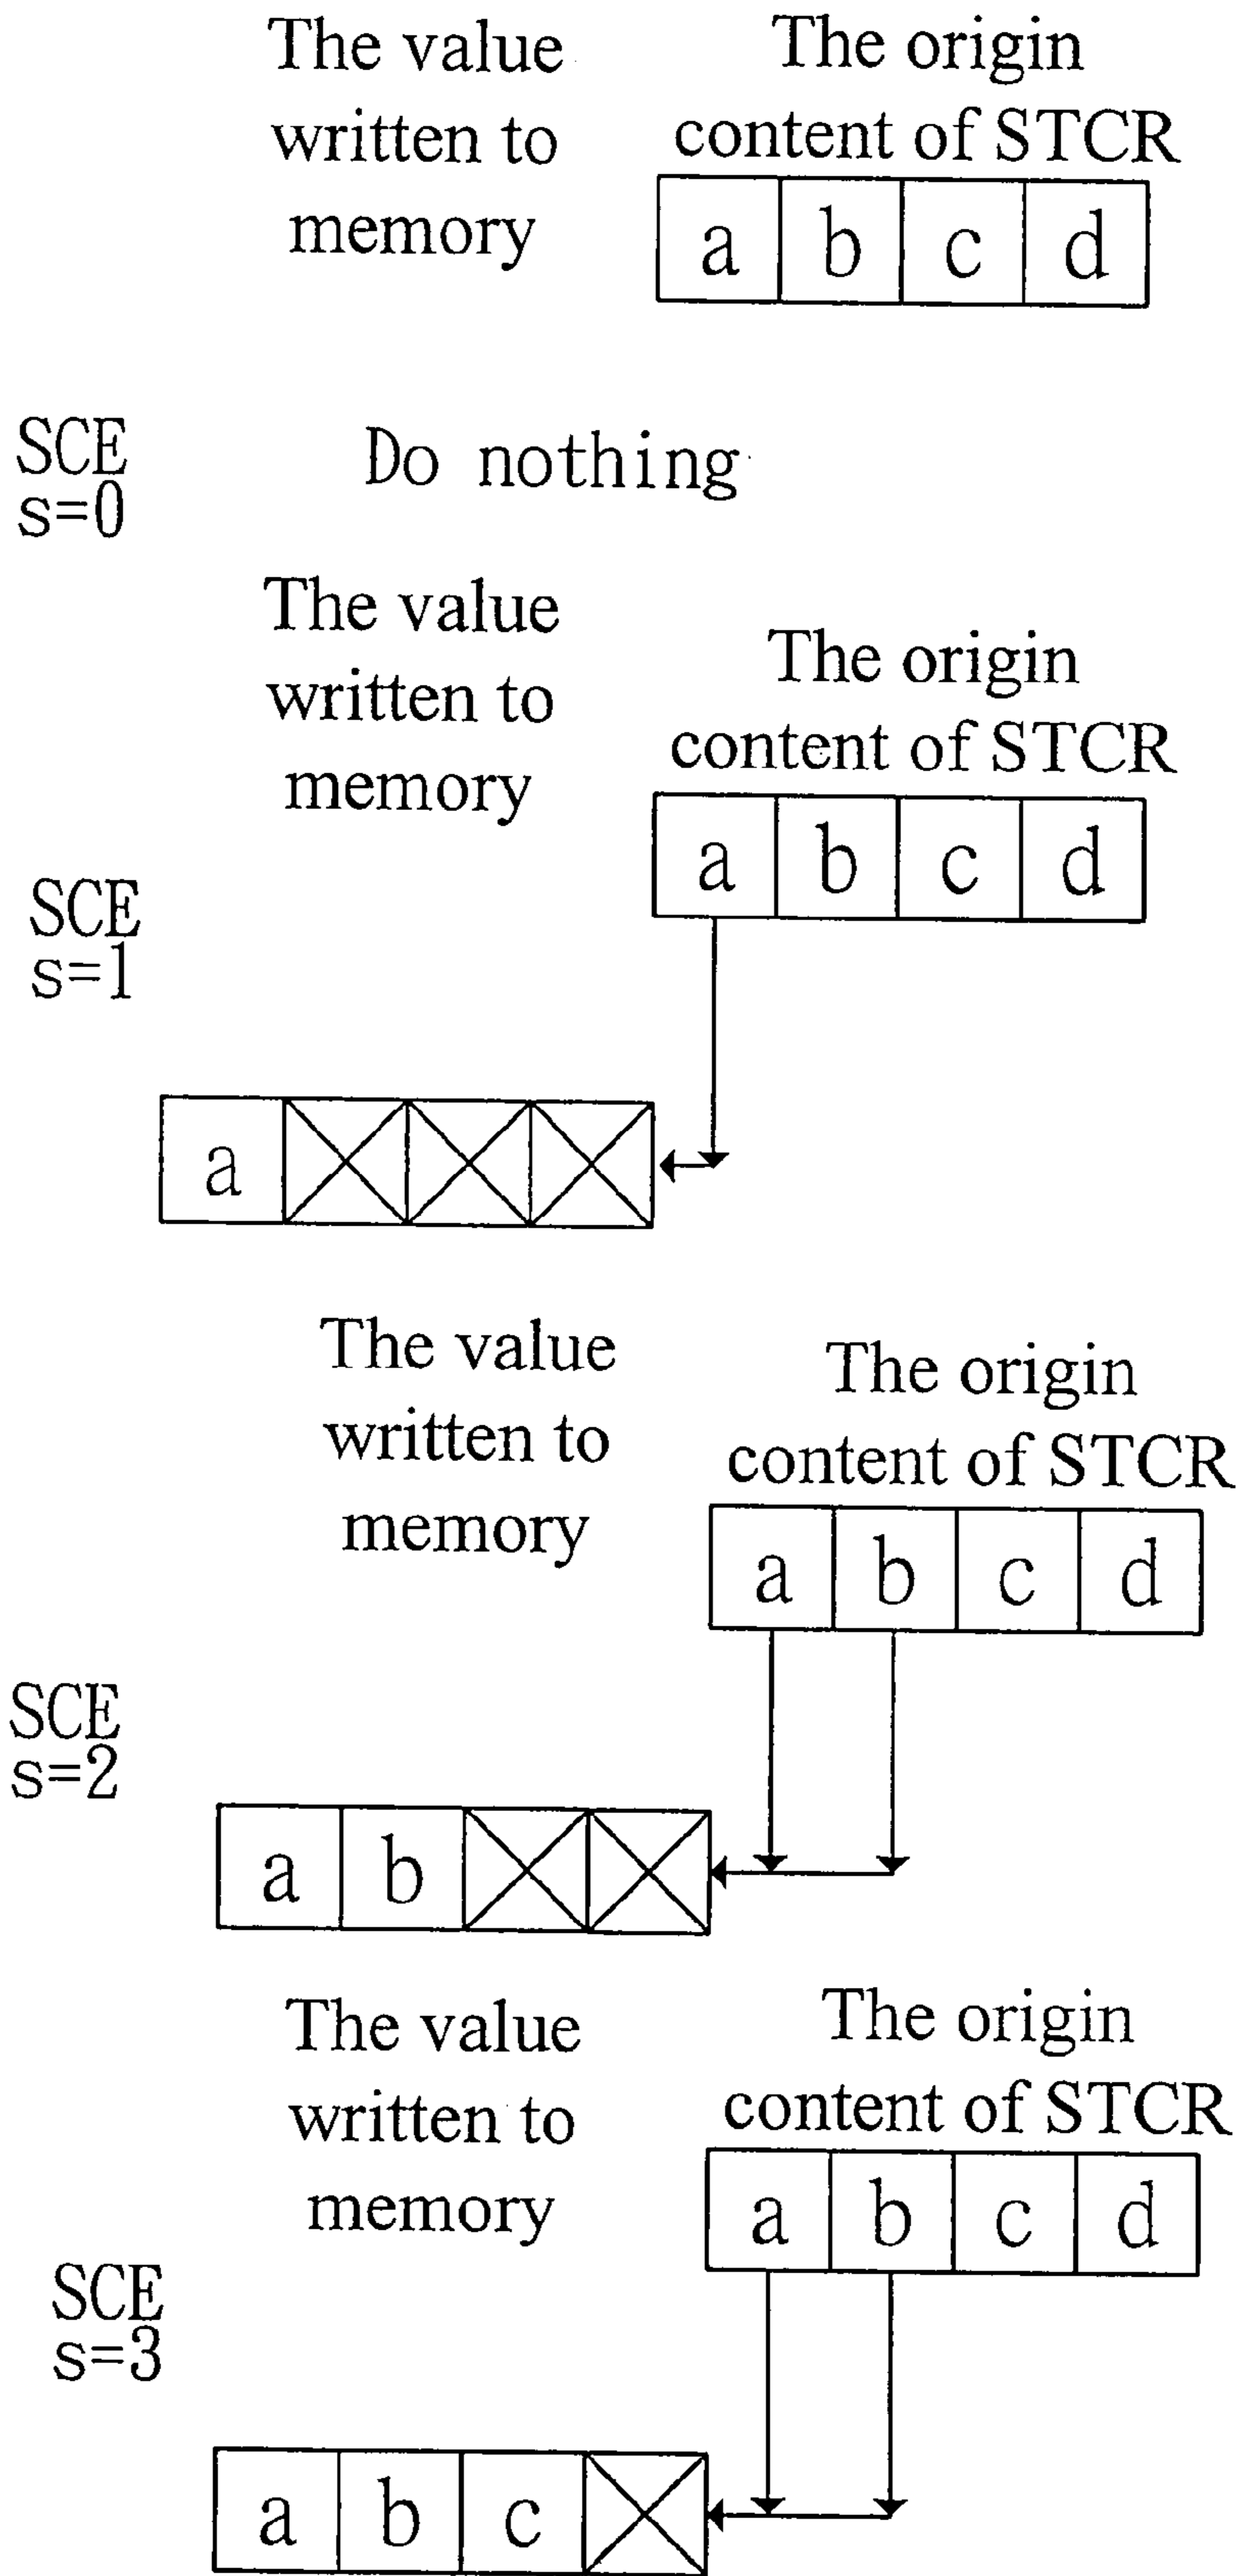 The value
written to
memory
The origin
content of STCR
a b c d
SCE
s=0
Do nothing
The value
written to
memory
The origin
content of STCR
a b c d
SCE
s=1
a
The value
written to
memory
The origin
content of STCR
a b c d
SCE
s=2
a b
The value
written to
memory
The origin
content of STCR
a b c d
SCE
s=3
a b c